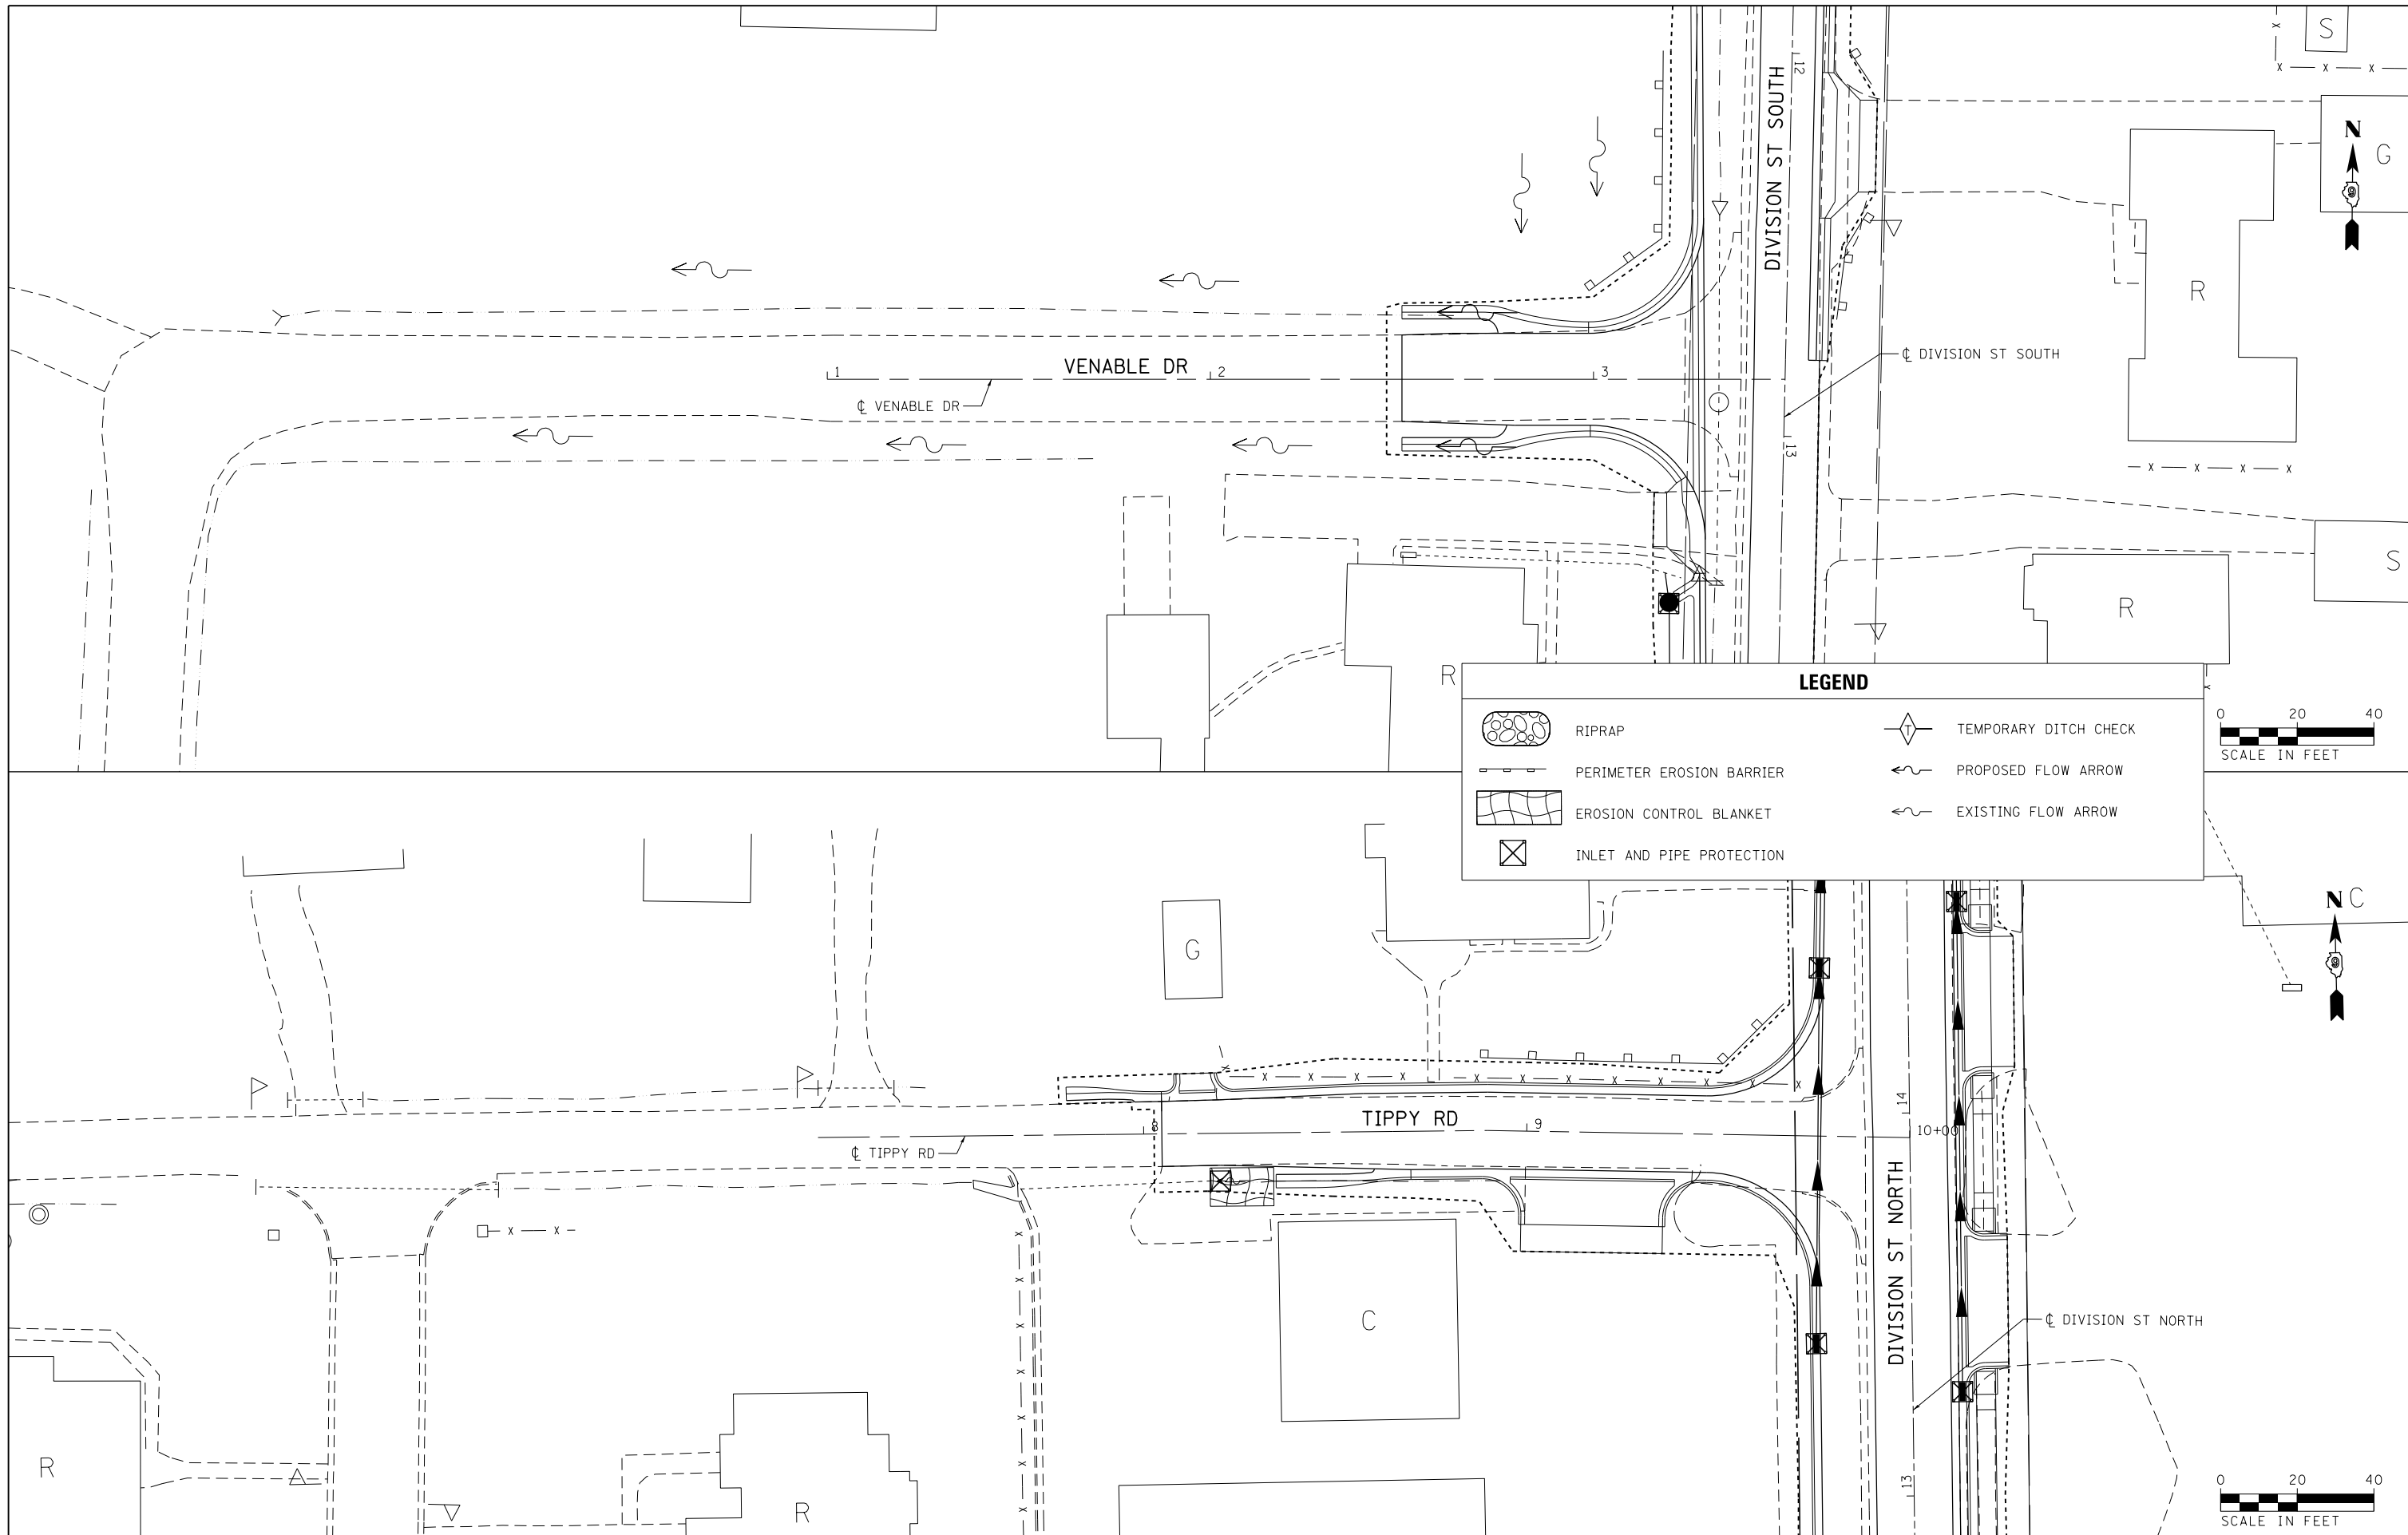 S
12
DIVISION ST SOUTH
N
G
R
℄ DIVISION ST SOUTH
VENABLE DR
1
2
3
℄ VENABLE DR
13
x x x x
S
R
R
LEGEND
RIPRAP
T TEMPORARY DITCH CHECK
PERIMETER EROSION BARRIER
PROPOSED FLOW ARROW
EROSION CONTROL BLANKET
EXISTING FLOW ARROW
INLET AND PIPE PROTECTION
0 20 40
SCALE IN FEET
N
C
G
TIPPY RD
8
9
14
10+00
℄ TIPPY RD
DIVISION ST NORTH
C
℄ DIVISION ST NORTH
R
R
13
0 20 40
SCALE IN FEET